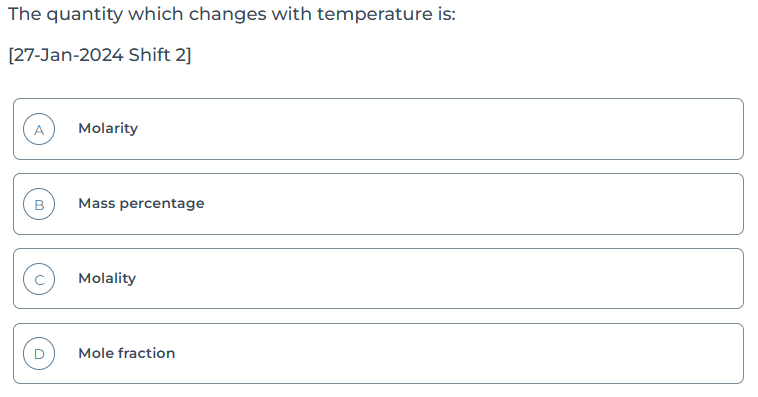 The quantity which changes with temperature is:
[27-Jan-2024 Shift 2]
A Molarity
B Mass percentage
C Molality
D Mole fraction